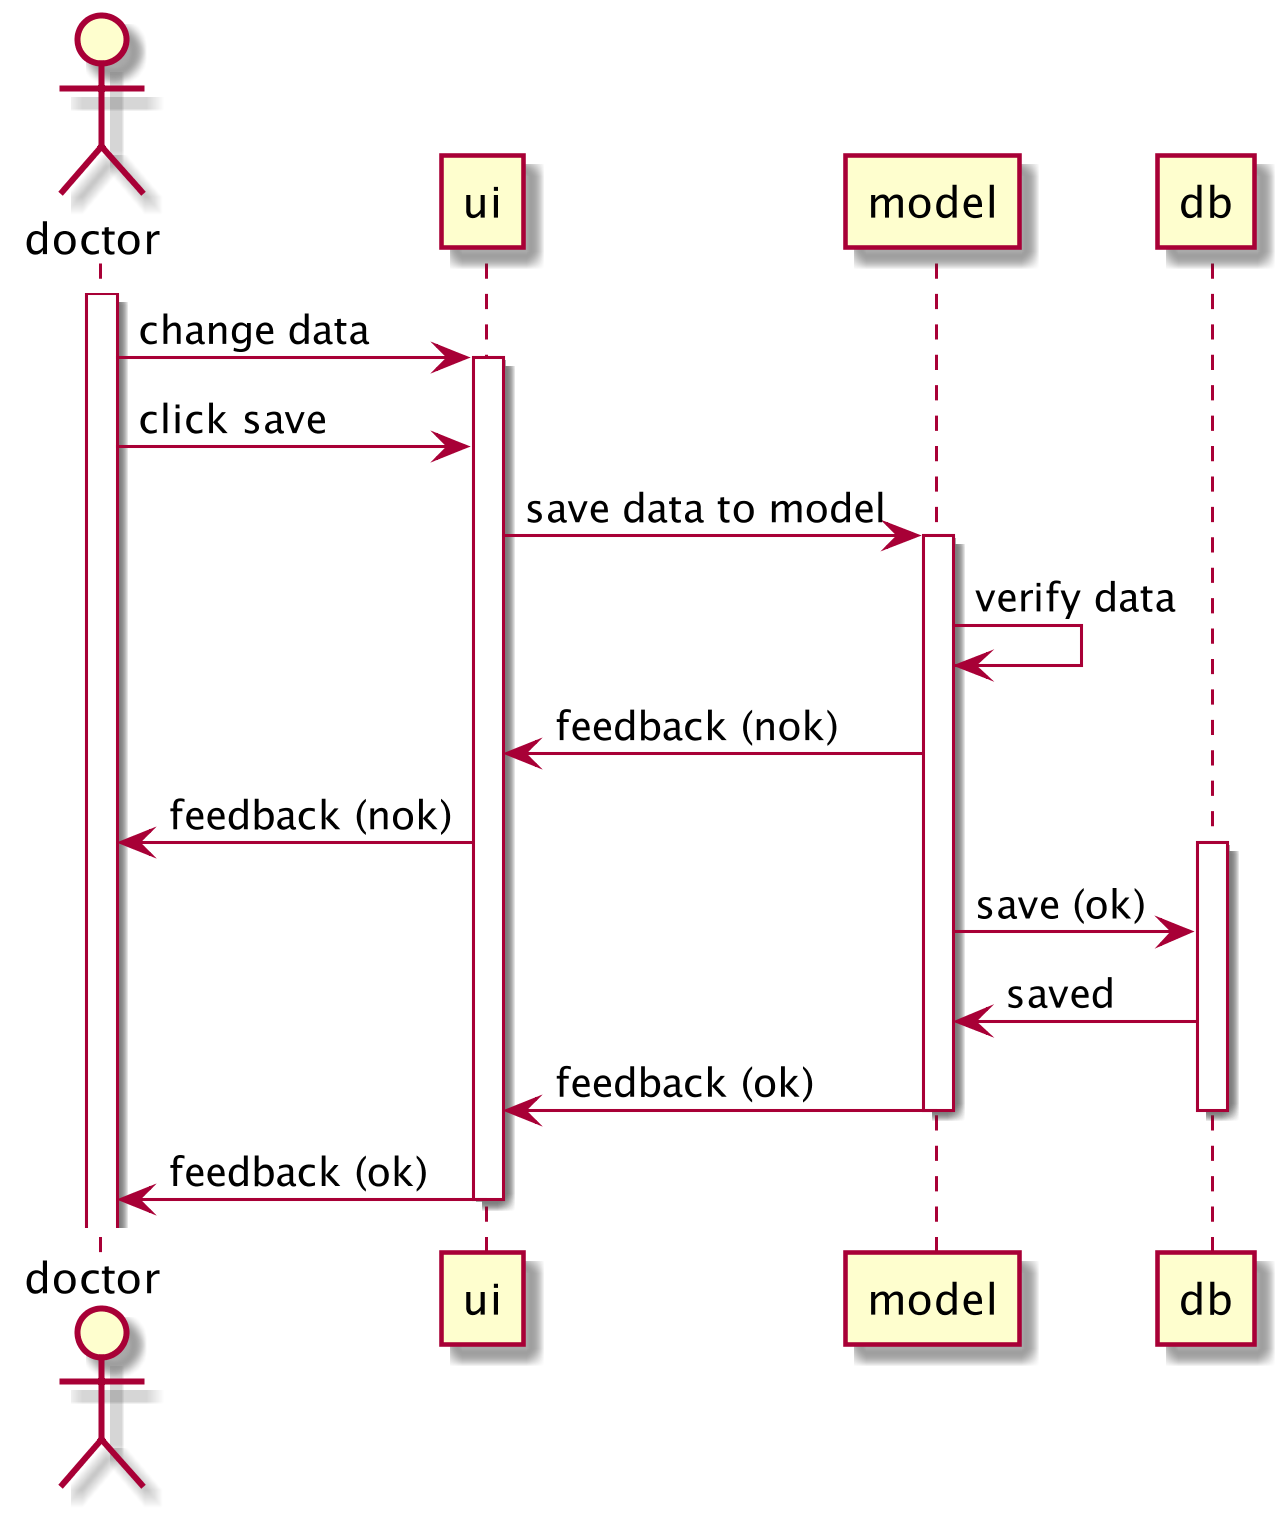 doctor
ui
model
db
change data
click save
save data to model
verify data
feedback (nok)
feedback (nok)
save (ok)
saved
feedback (ok)
feedback (ok)
doctor
ui
model
db